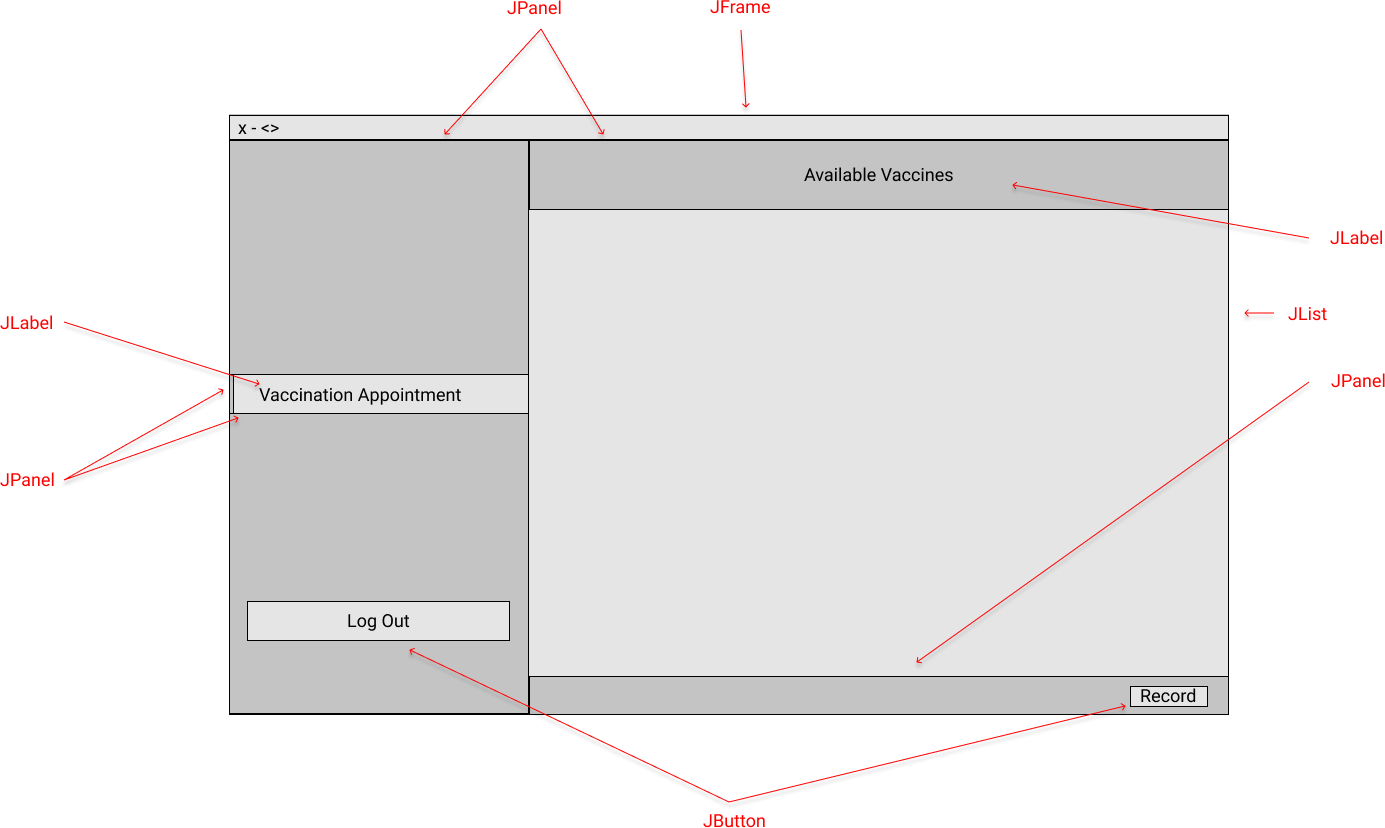 JPanel
JFrame
x - <>
Available Vaccines
JLabel
JList
JLabel
JPanel
Vaccination Appointment
JPanel
Log Out
Record
JButton